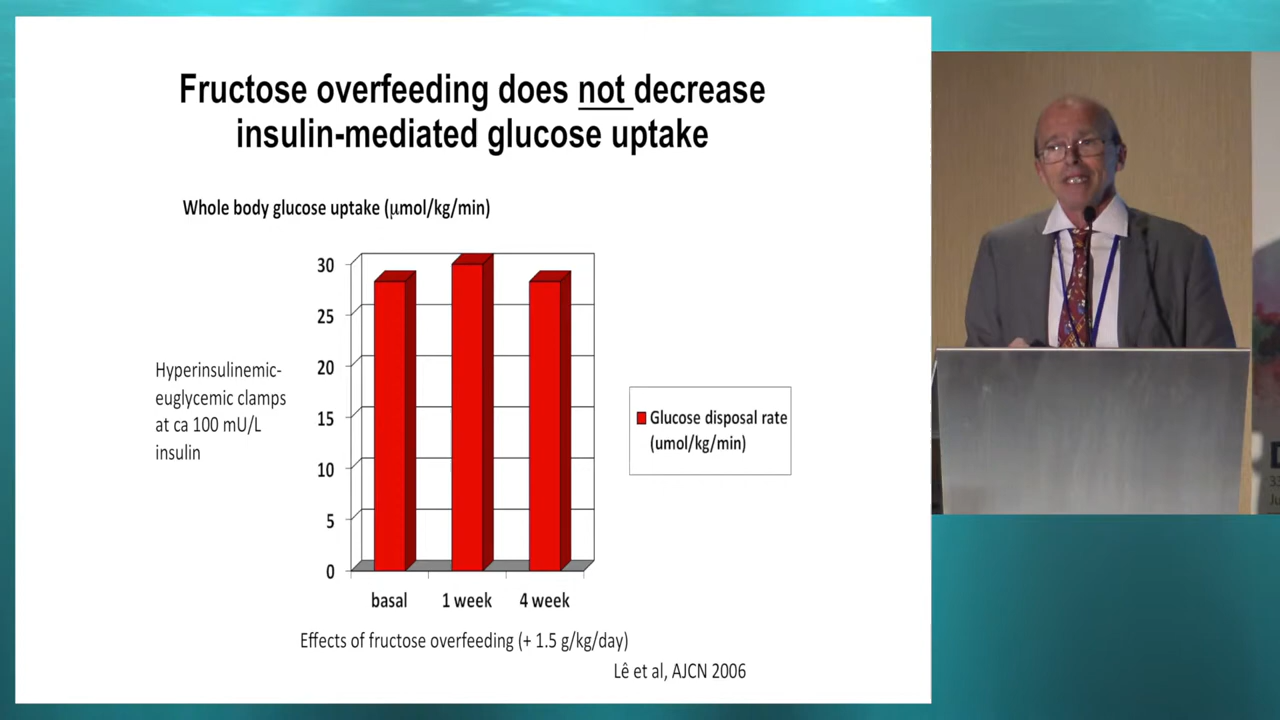 Fructose overfeeding does not decrease
insulin-mediated glucose uptake
Whole body glucose uptake (μmol/kg/min)
Hyperinsulinemic-
euglycemic clamps
at ca 100 mU/L
insulin
30
25
20
15
10
5
0
basal 1 week 4 week
Glucose disposal rate
(umol/kg/min)
Effects of fructose overfeeding (+ 1.5 g/kg/day)
Lê et al, AJCN 2006